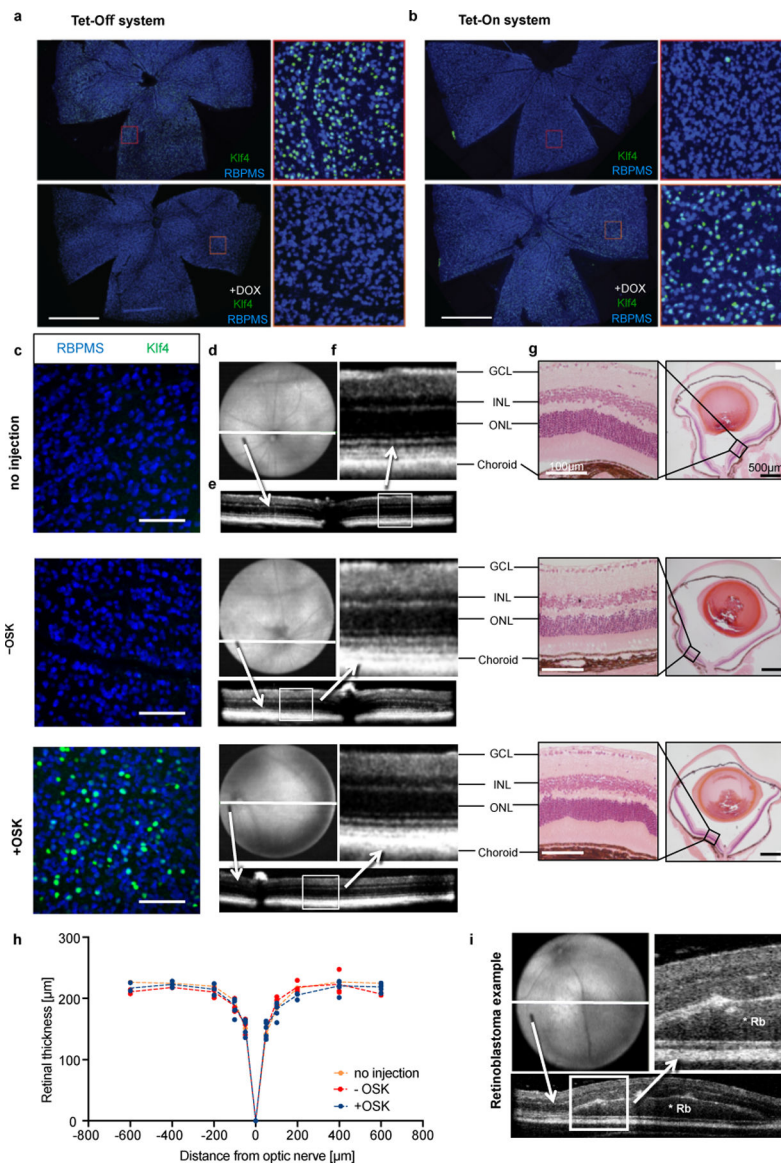 a
Tet-Off system
b
Tet-On system
Klf4
RBPMS
Klf4
RBPMS
+DOX
Klf4
RBPMS
+DOX
Klf4
RBPMS
c
RBPMS Klf4
d
f
g
no injection
GCL
INL
ONL
Choroid
100μm
500μm
e
–OSK
GCL
INL
ONL
Choroid
+OSK
GCL
INL
ONL
Choroid
h
Retinal thickness [μm]
300
200
100
0
no injection
- OSK
+OSK
-800 -600 -400 -200 0 200 400 600 800
Distance from optic nerve [μm]
i
Retinoblastoma example
* Rb
* Rb